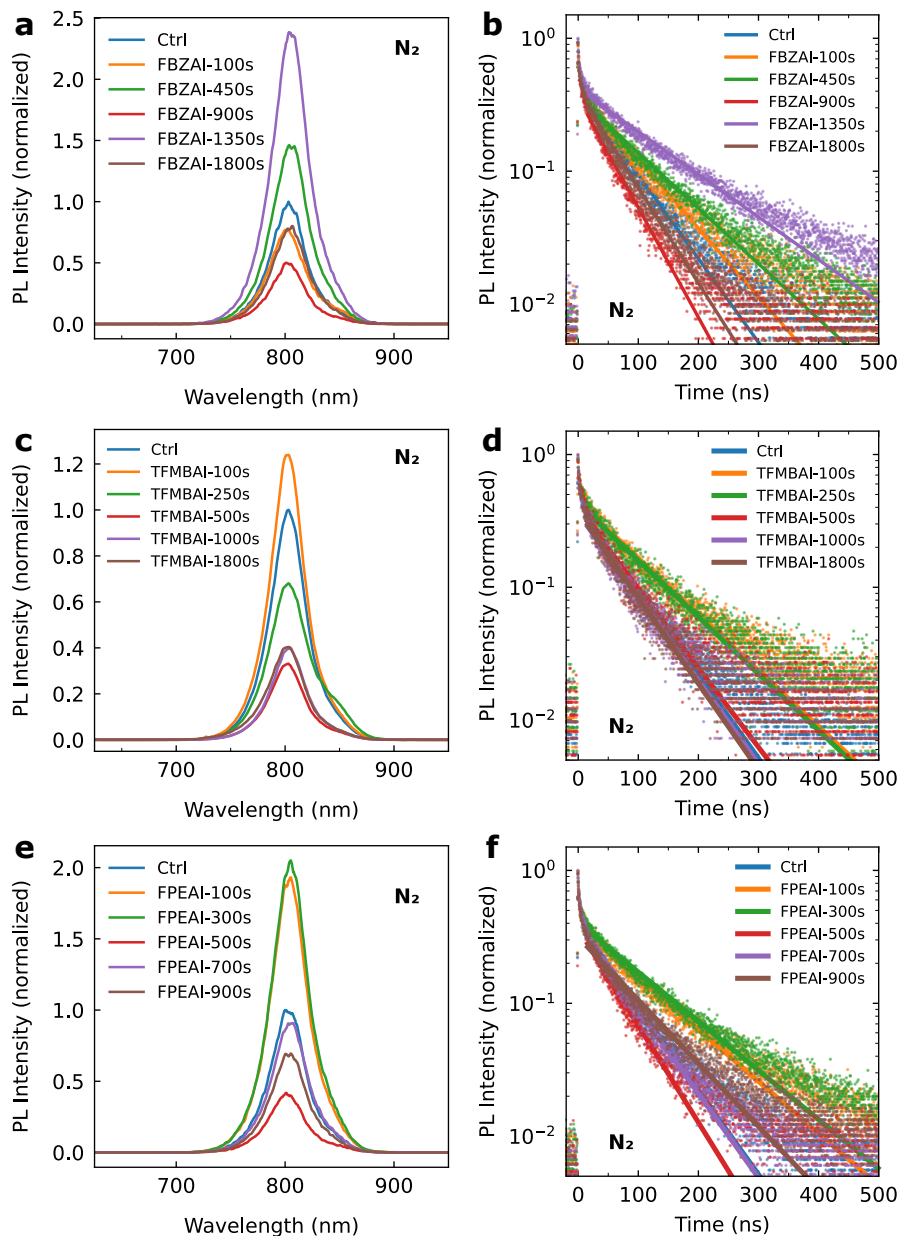 a
N₂
Ctrl
FBZAI-100s
FBZAI-450s
FBZAI-900s
FBZAI-1350s
FBZAI-1800s
PL Intensity (normalized)
2.5
2.0
1.5
1.0
0.5
0.0
700
800
900
Wavelength (nm)
b
Ctrl
FBZAI-100s
FBZAI-450s
FBZAI-900s
FBZAI-1350s
FBZAI-1800s
N₂
PL Intensity (normalized)
10⁰
10⁻¹
10⁻²
0
100
200
300
400
500
Time (ns)
c
N₂
Ctrl
TFMBAI-100s
TFMBAI-250s
TFMBAI-500s
TFMBAI-1000s
TFMBAI-1800s
PL Intensity (normalized)
1.2
1.0
0.8
0.6
0.4
0.2
0.0
700
800
900
Wavelength (nm)
d
Ctrl
TFMBAI-100s
TFMBAI-250s
TFMBAI-500s
TFMBAI-1000s
TFMBAI-1800s
N₂
PL Intensity (normalized)
10⁰
10⁻¹
10⁻²
0
100
200
300
400
500
Time (ns)
e
N₂
Ctrl
FPEAI-100s
FPEAI-300s
FPEAI-500s
FPEAI-700s
FPEAI-900s
PL Intensity (normalized)
2.0
1.5
1.0
0.5
0.0
700
800
900
Wavelength (nm)
f
Ctrl
FPEAI-100s
FPEAI-300s
FPEAI-500s
FPEAI-700s
FPEAI-900s
N₂
PL Intensity (normalized)
10⁰
10⁻¹
10⁻²
0
100
200
300
400
500
Time (ns)